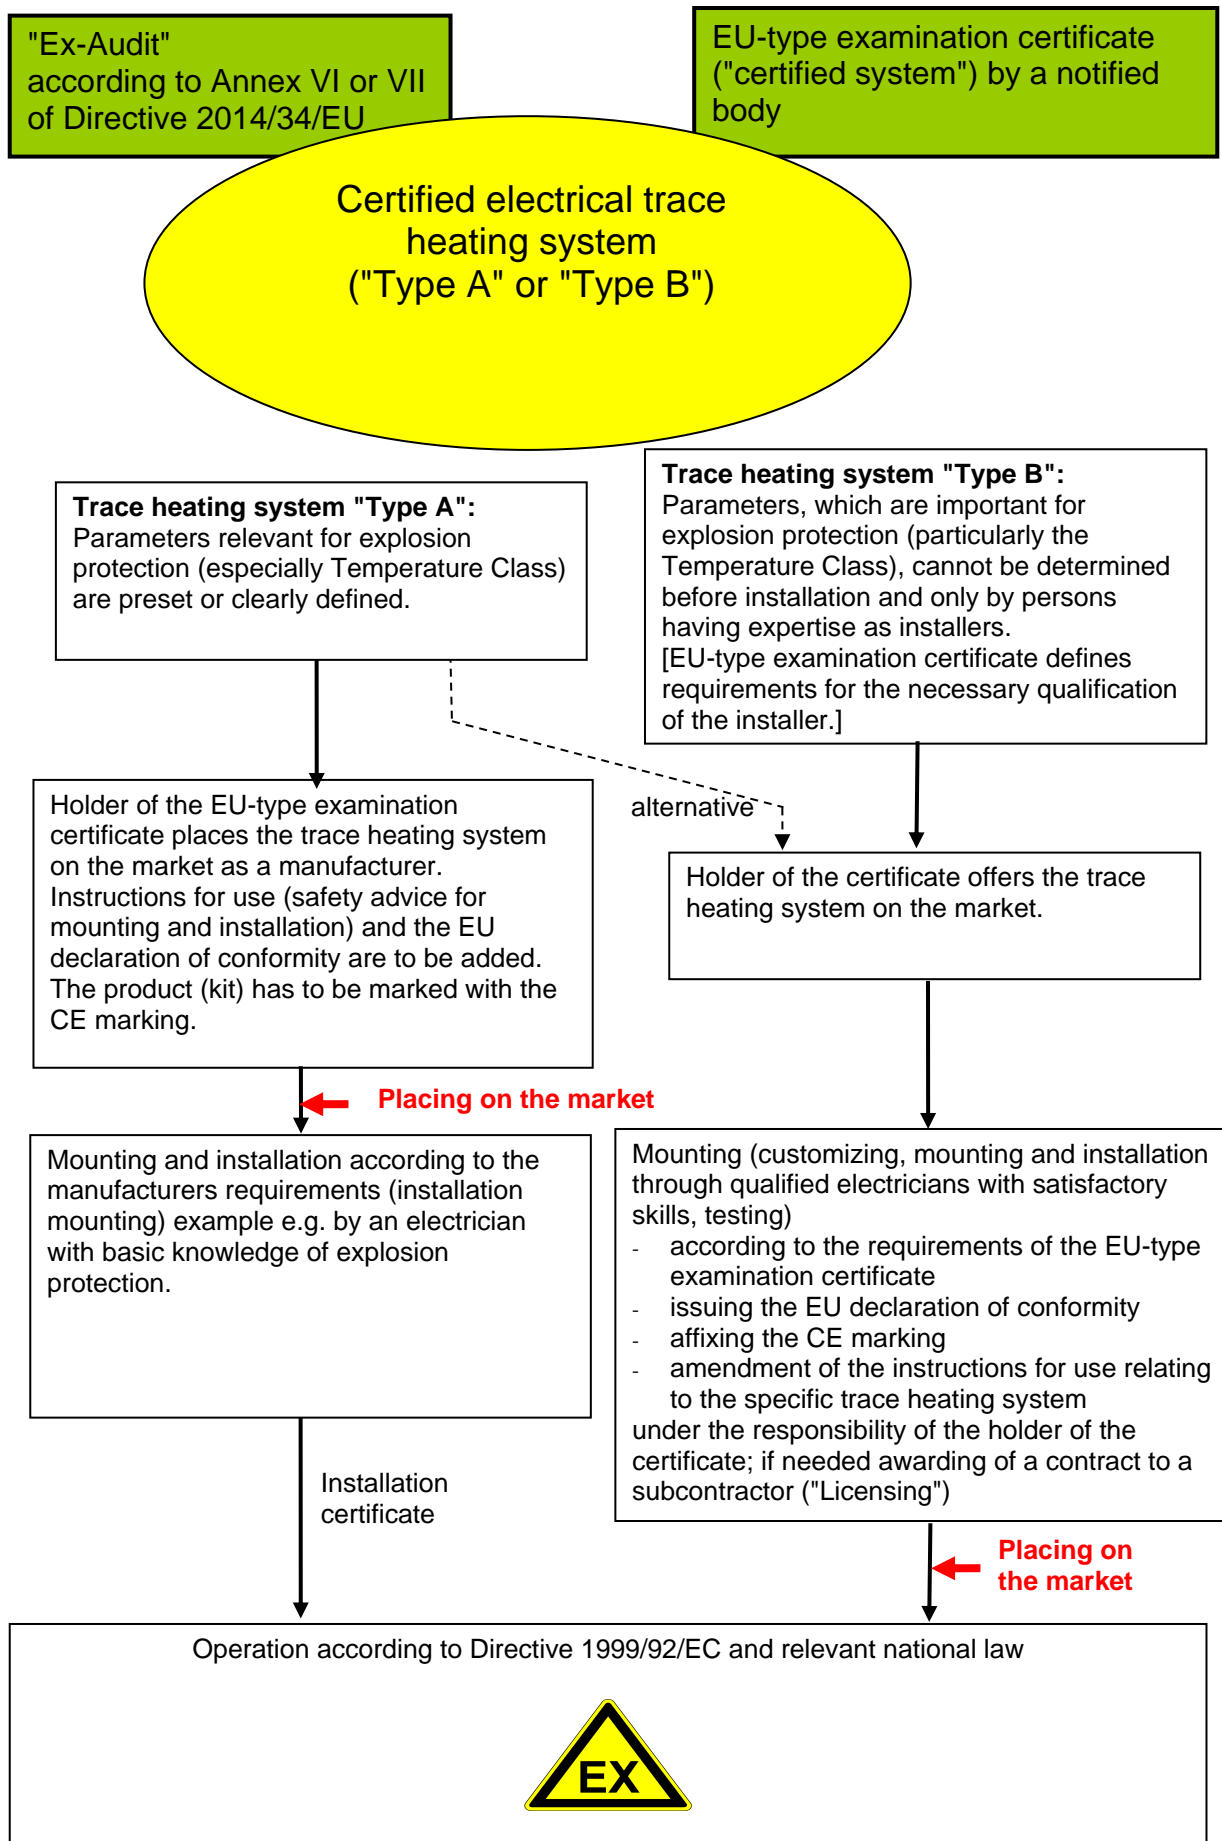 "Ex-Audit"
according to Annex VI or VII
of Directive 2014/34/EU
EU-type examination certificate
("certified system") by a notified
body
Certified electrical trace
heating system
("Type A" or "Type B")
Trace heating system "Type A":
Parameters relevant for explosion
protection (especially Temperature Class)
are preset or clearly defined.
Trace heating system "Type B":
Parameters, which are important for
explosion protection (particularly the
Temperature Class), cannot be determined
before installation and only by persons
having expertise as installers.
[EU-type examination certificate defines
requirements for the necessary qualification
of the installer.]
Holder of the EU-type examination
certificate places the trace heating system
on the market as a manufacturer.
Instructions for use (safety advice for
mounting and installation) and the EU
declaration of conformity are to be added.
The product (kit) has to be marked with the
CE marking.
alternative
Holder of the certificate offers the trace
heating system on the market.
Placing on the market
Mounting and installation according to the
manufacturers requirements (installation
mounting) example e.g. by an electrician
with basic knowledge of explosion
protection.
Mounting (customizing, mounting and installation
through qualified electricians with satisfactory
skills, testing)
- according to the requirements of the EU-type
examination certificate
- issuing the EU declaration of conformity
- affixing the CE marking
- amendment of the instructions for use relating
to the specific trace heating system
under the responsibility of the holder of the
certificate; if needed awarding of a contract to a
subcontractor ("Licensing")
Installation
certificate
Placing on
the market
Operation according to Directive 1999/92/EC and relevant national law
EX